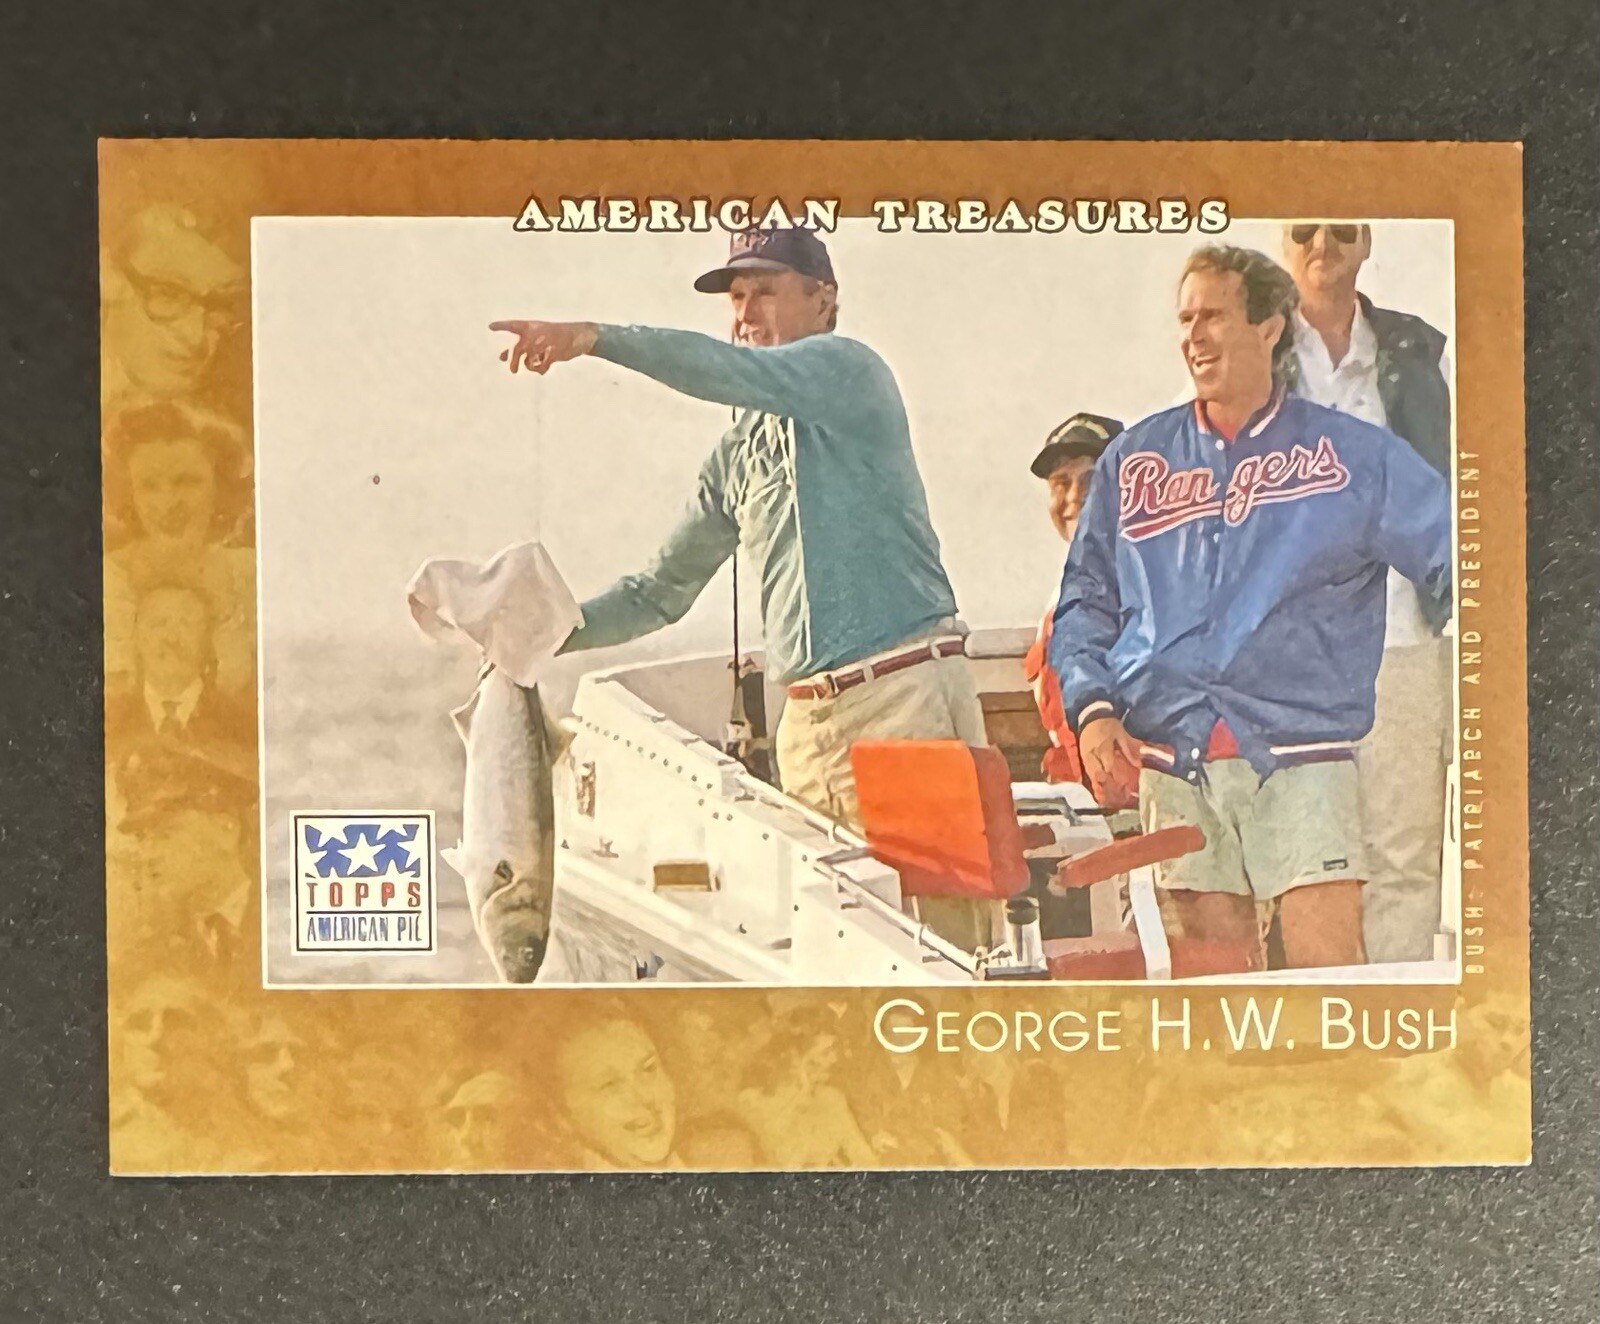 AMERICAN TREASURES
Rangers
BUSH: PATRIARCH AND PRESIDENT
TOPPS
AMERICAN PIE
GEORGE H.W. BUSH